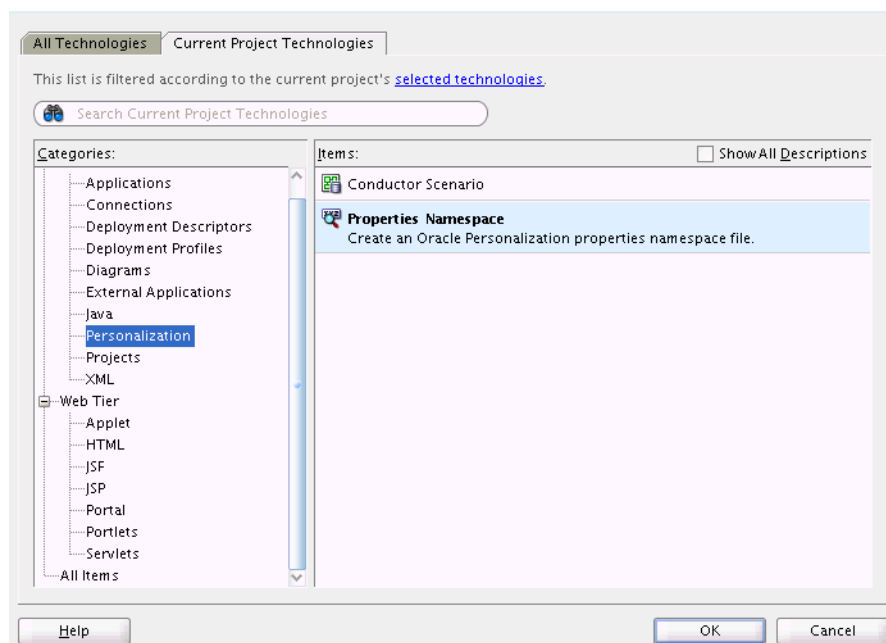 All Technologies Current Project Technologies
This list is filtered according to the current project's selected technologies.
Search Current Project Technologies
Categories:
Applications
Connections
Deployment Descriptors
Deployment Profiles
Diagrams
External Applications
Java
Personalization
Projects
XML
Web Tier
Applet
HTML
JSF
JSP
Portal
Portlets
Servlets
All Items
Items: Show All Descriptions
Conductor Scenario
Properties Namespace
Create an Oracle Personalization properties namespace file.
Help OK Cancel